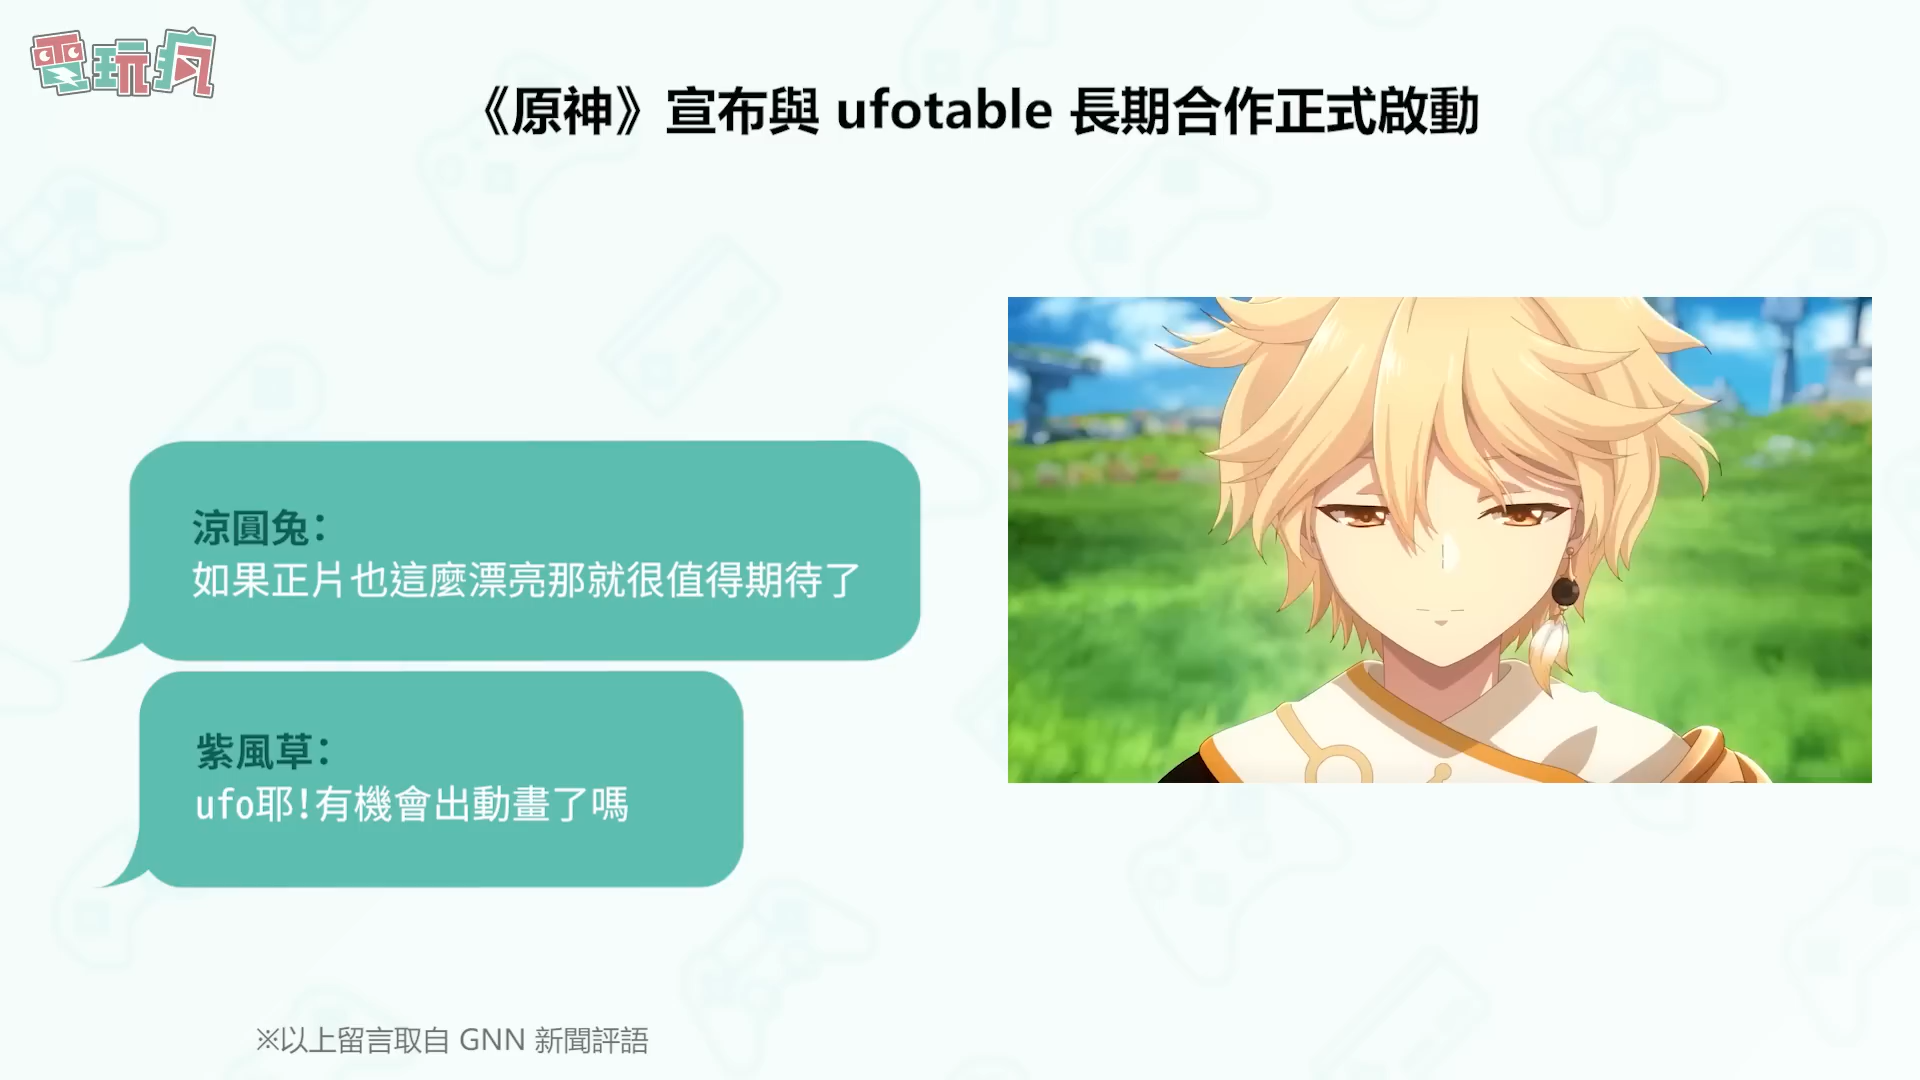 電玩瘋
《原神》宣布與 ufotable 長期合作正式啟動
涼圓兔：
如果正片也這麼漂亮那就很值得期待了
紫風草：
ufo耶!有機會出動畫了嗎
※以上留言取自 GNN 新聞評語